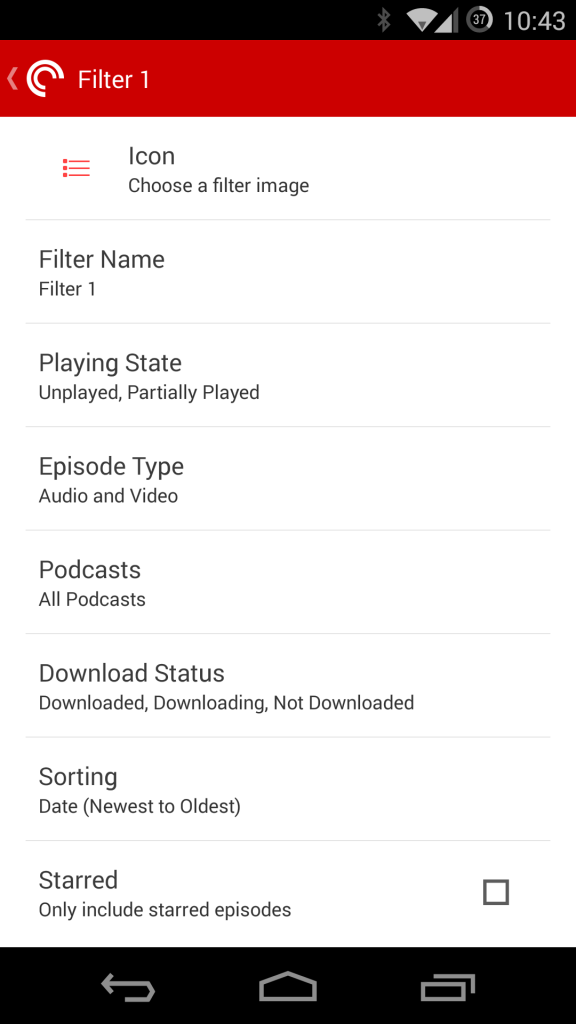 37 10:43
Filter 1
Icon
Choose a filter image
Filter Name
Filter 1
Playing State
Unplayed, Partially Played
Episode Type
Audio and Video
Podcasts
All Podcasts
Download Status
Downloaded, Downloading, Not Downloaded
Sorting
Date (Newest to Oldest)
Starred
Only include starred episodes